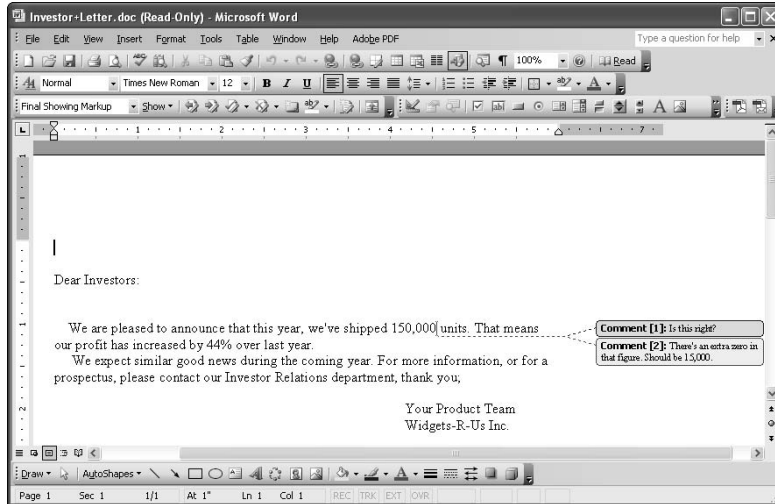 Investor+Letter.doc (Read-Only) - Microsoft Word
File Edit View Insert Format Tools Table Window Help Adobe PDF Type a question for help
100% Read
Normal Times New Roman 12 B I U
Final Showing Markup Show
1 2 3 4 5 7
Dear Investors:
We are pleased to announce that this year, we've shipped 150,000 units. That means
our profit has increased by 44% over last year.
We expect similar good news during the coming year. For more information, or for a
prospectus, please contact our Investor Relations department, thank you;
Your Product Team
Widgets-R-Us Inc.
Comment [1]: Is this right?
Comment [2]: There's an extra zero in
that figure. Should be 15,000.
Draw AutoShapes
Page 1 Sec 1 1/1 At 1" Ln 1 Col 1 REC TRK EXT OVR